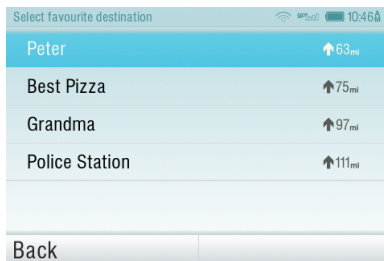 Select favourite destination 10:46A
Peter 63mi
Best Pizza 75mi
Grandma 97mi
Police Station 111mi
Back